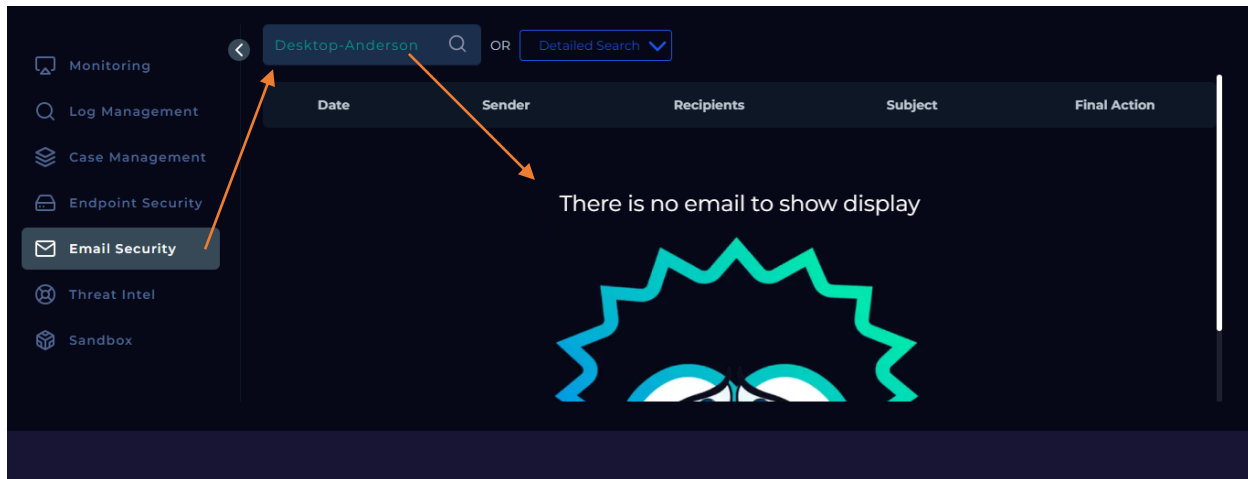 Desktop-Anderson
OR
Detailed Search
Monitoring
Log Management
Case Management
Endpoint Security
Email Security
Threat Intel
Sandbox
Date Sender Recipients Subject Final Action
There is no email to show display